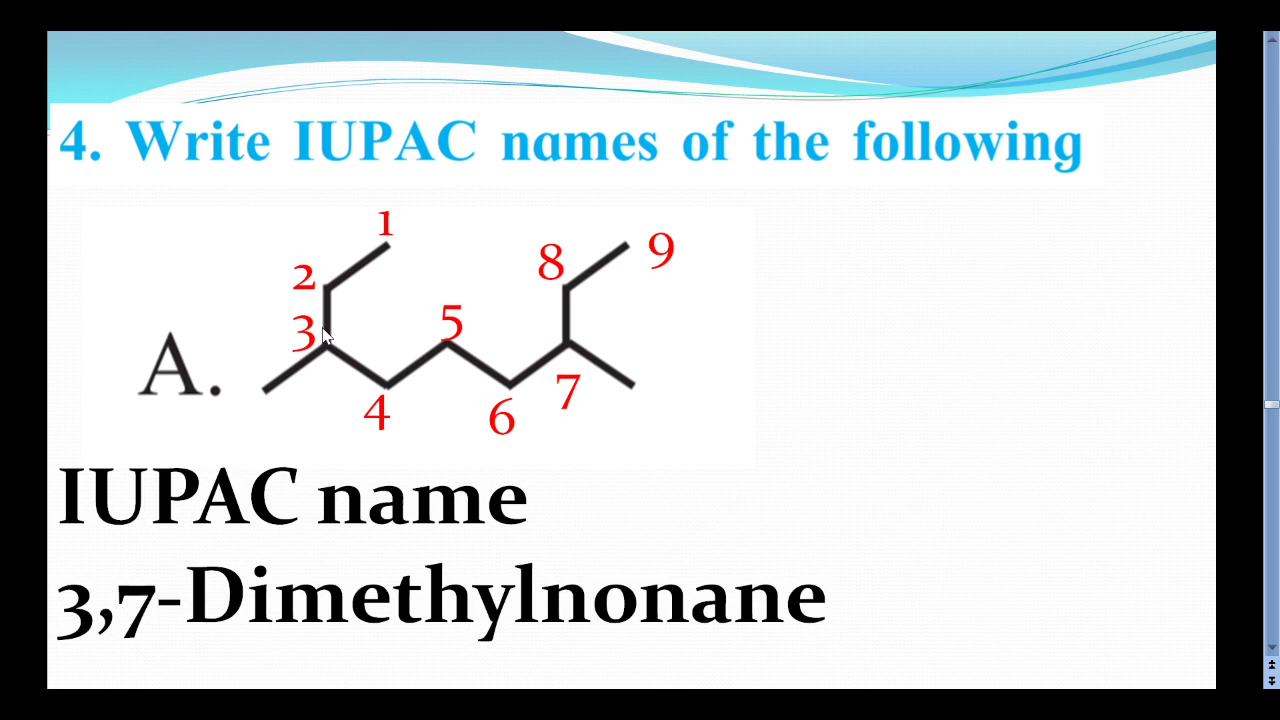 4. Write IUPAC names of the following
1
2
3
4
5
6
7
8
9
A.
IUPAC name
3,7-Dimethylnonane